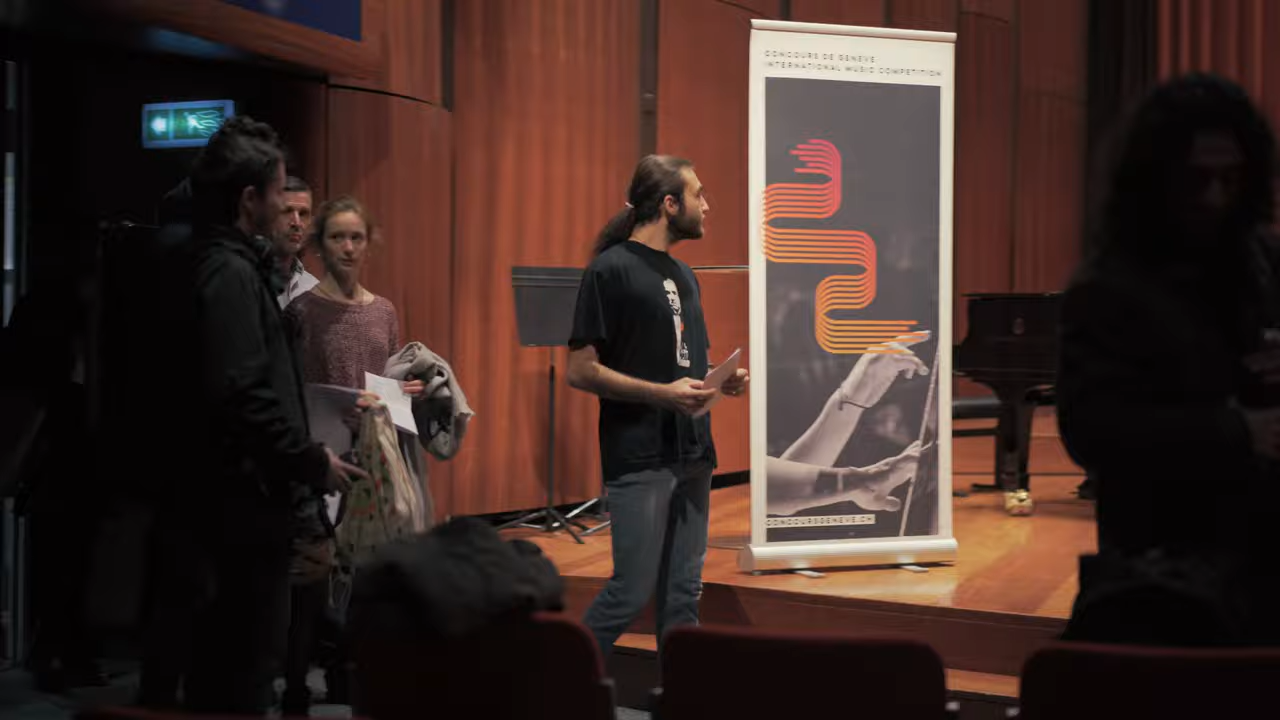 CONCOURS DE GENÈVE
INTERNATIONAL MUSIC COMPETITION
CONCOURSGENEVE.CH